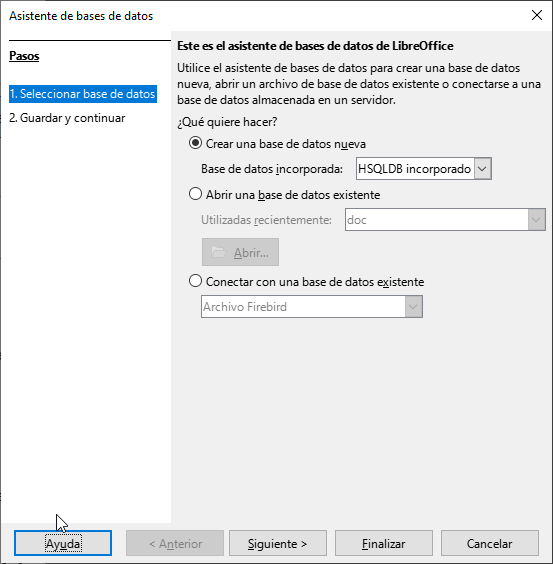 Asistente de bases de datos
Pasos
1. Seleccionar base de datos
2. Guardar y continuar
Este es el asistente de bases de datos de LibreOffice
Utilice el asistente de bases de datos para crear una base de datos
nueva, abrir un archivo de base de datos existente o conectarse a una
base de datos almacenada en un servidor.
¿Qué quiere hacer?
Crear una base de datos nueva
Base de datos incorporada: HSQLDB incorporado
Abrir una base de datos existente
Utilizadas recientemente: doc
Abrir...
Conectar con una base de datos existente
Archivo Firebird
Ayuda < Anterior Siguiente > Finalizar Cancelar